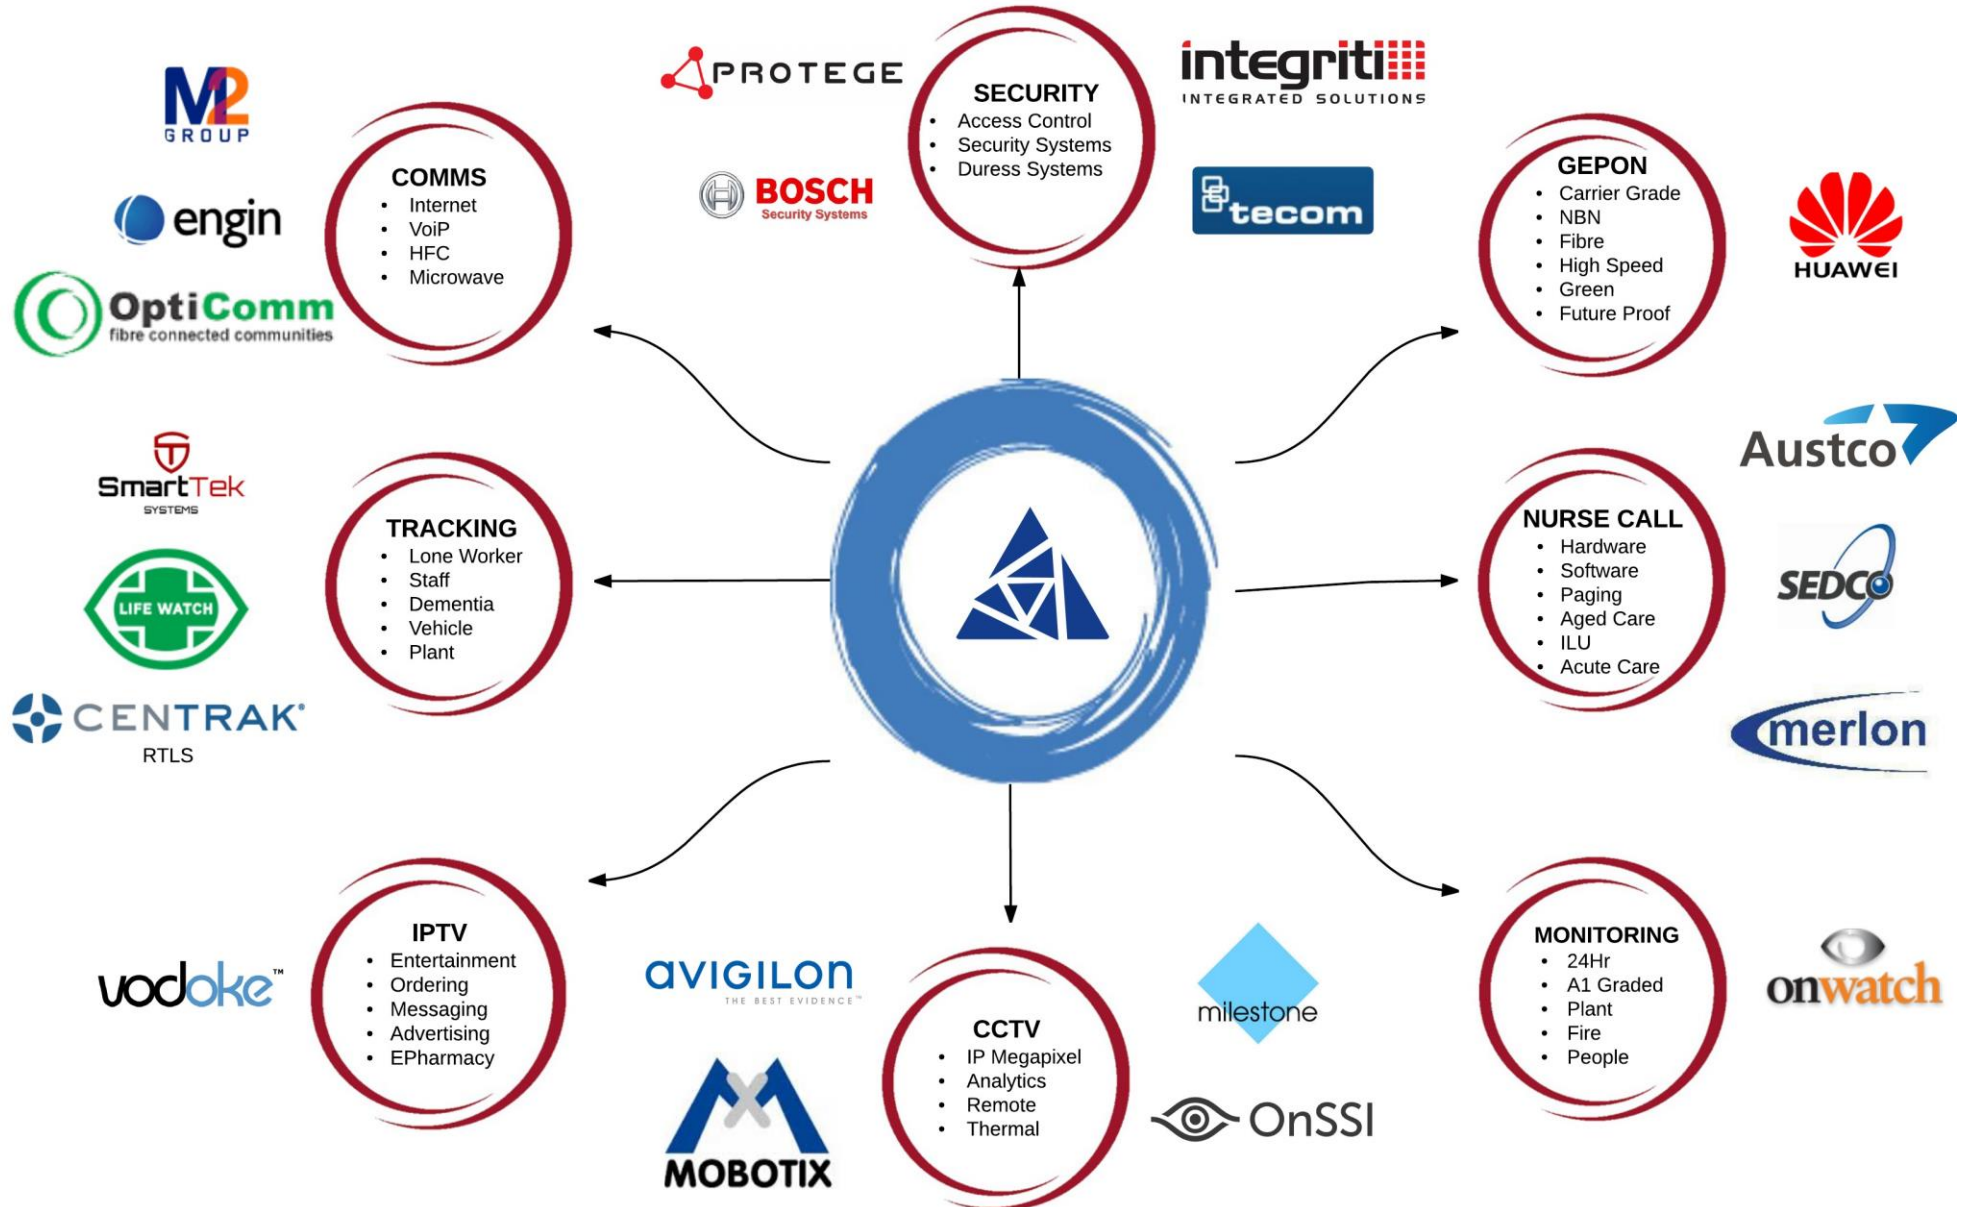 M2
GROUP
engin
OptiComm
fibre connected communities
COMMS
• Internet
• VoiP
• HFC
• Microwave
PROTEGE
BOSCH
Security Systems
SECURITY
• Access Control
• Security Systems
• Duress Systems
integriti
INTEGRATED SOLUTIONS
tecom
GEPON
• Carrier Grade
• NBN
• Fibre
• High Speed
• Green
• Future Proof
HUAWEI
SmartTek
SYSTEMS
LIFE WATCH
CENTRAK
RTLS
TRACKING
• Lone Worker
• Staff
• Dementia
• Vehicle
• Plant
NURSE CALL
• Hardware
• Software
• Paging
• Aged Care
• ILU
• Acute Care
Austco
SEDCO
merlon
vodoke™
IPTV
• Entertainment
• Ordering
• Messaging
• Advertising
• EPharmacy
avigilon
THE BEST EVIDENCE™
MOBOTIX
CCTV
• IP Megapixel
• Analytics
• Remote
• Thermal
milestone
OnSSI
MONITORING
• 24Hr
• A1 Graded
• Plant
• Fire
• People
onwatch